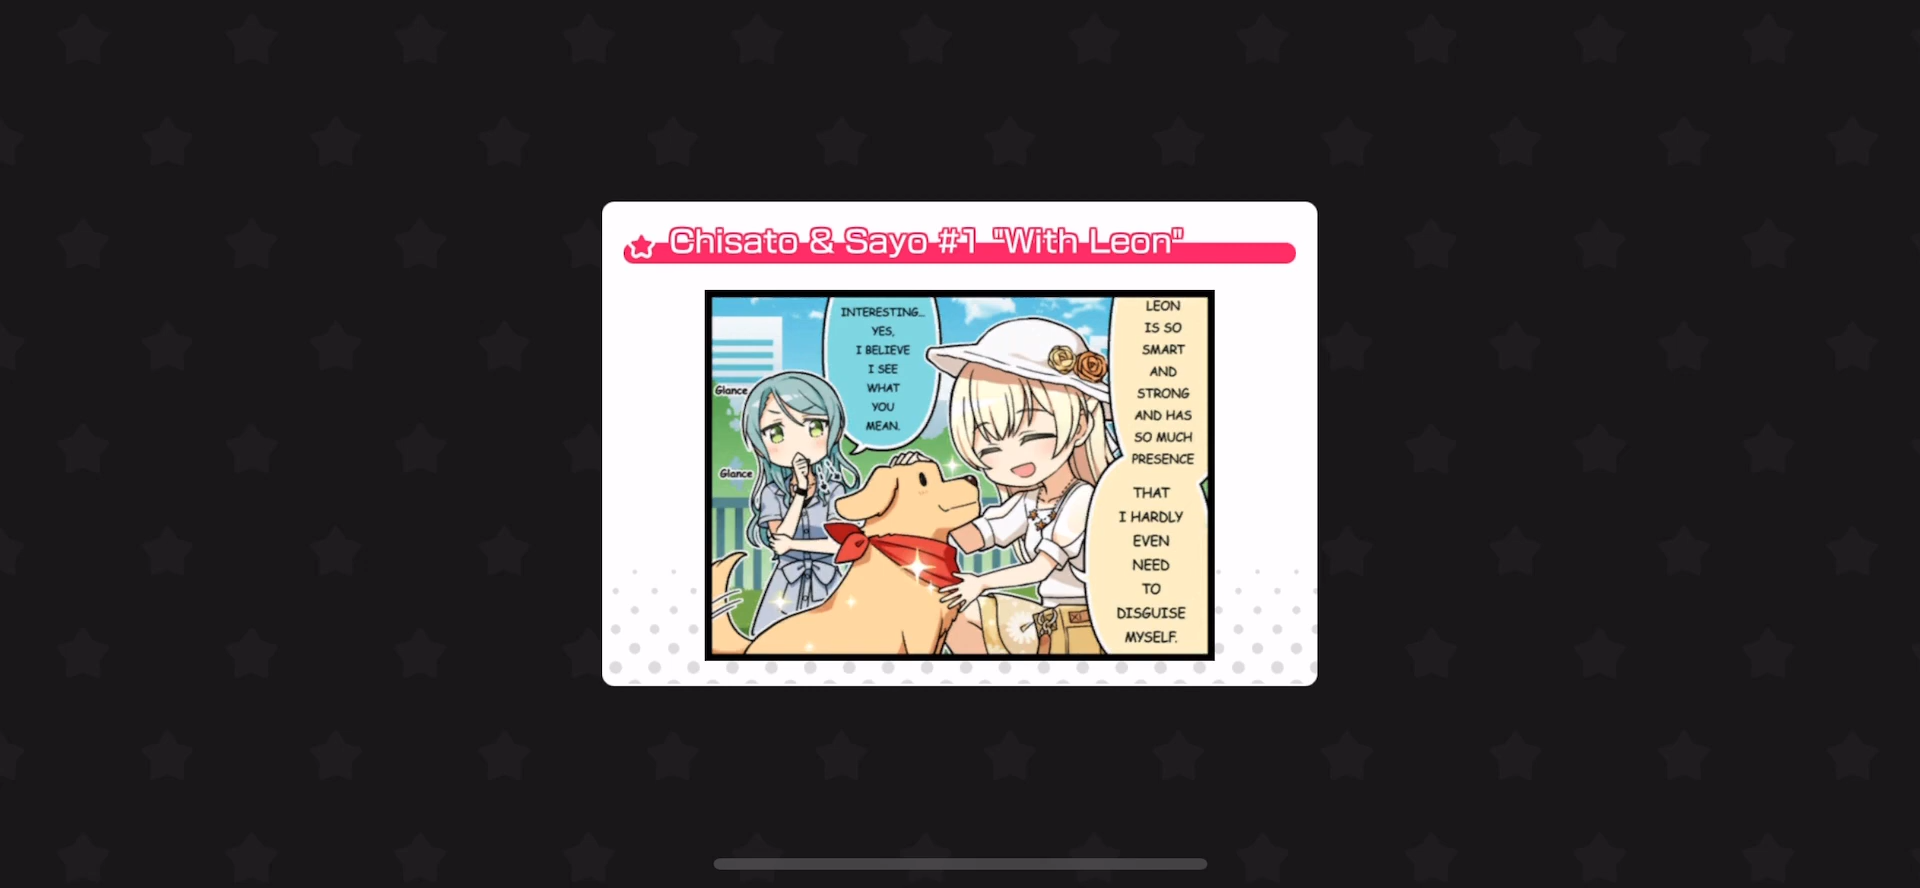 Chisato & Sayo #1 "With Leon"
LEON
IS SO
SMART
AND
STRONG
AND HAS
SO MUCH
PRESENCE
THAT
I HARDLY
EVEN
NEED
TO
DISGUISE
MYSELF.
INTERESTING...
YES,
I BELIEVE
I SEE
WHAT
YOU
MEAN.
Glance
Glance